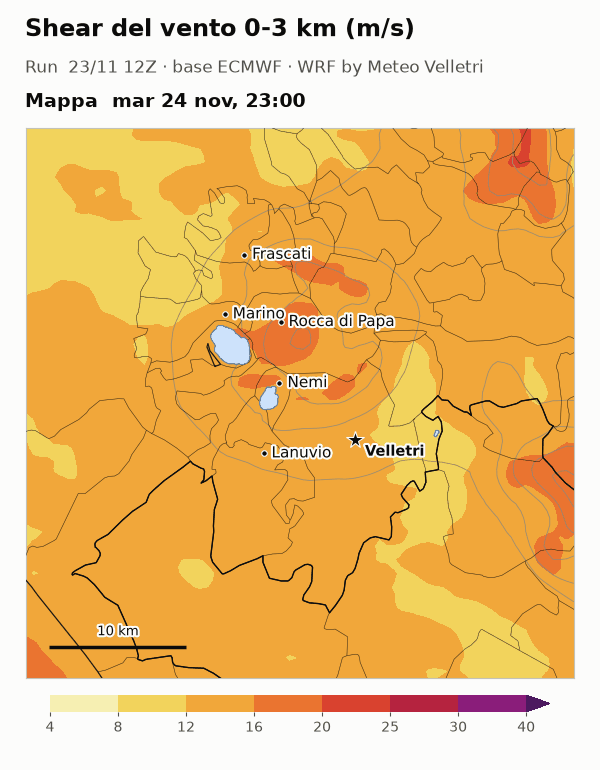 Shear del vento 0-3 km (m/s)
Run  23/11 12Z · base ECMWF · WRF by Meteo Velletri
Mappa  mar 24 nov, 23:00
Frascati
Marino
Rocca di Papa
Nemi
Velletri
Lanuvio
10 km
4 8 12 16 20 25 30 40